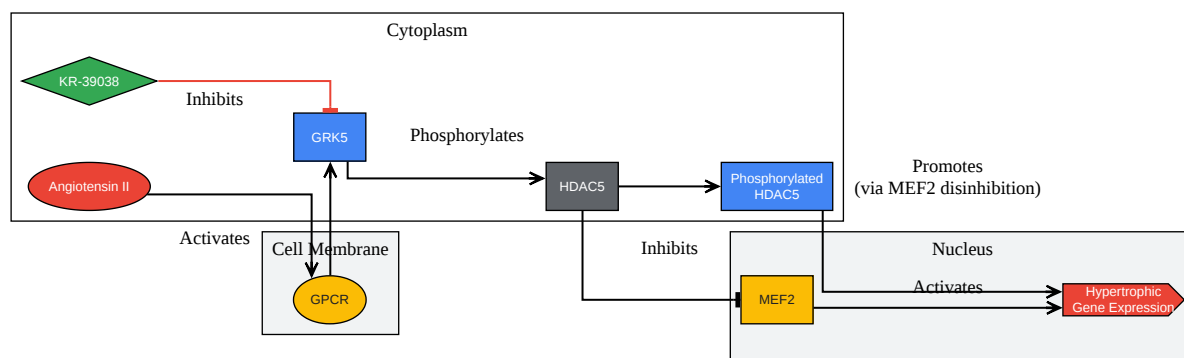 Cytoplasm
KR-39038
Inhibits
GRK5
Phosphorylates
Angiotensin II
HDAC5
Phosphorylated
HDAC5
Promotes
(via MEF2 disinhibition)
Activates
Cell Membrane
GPCR
Inhibits
Nucleus
MEF2
Activates
Hypertrophic
Gene Expression